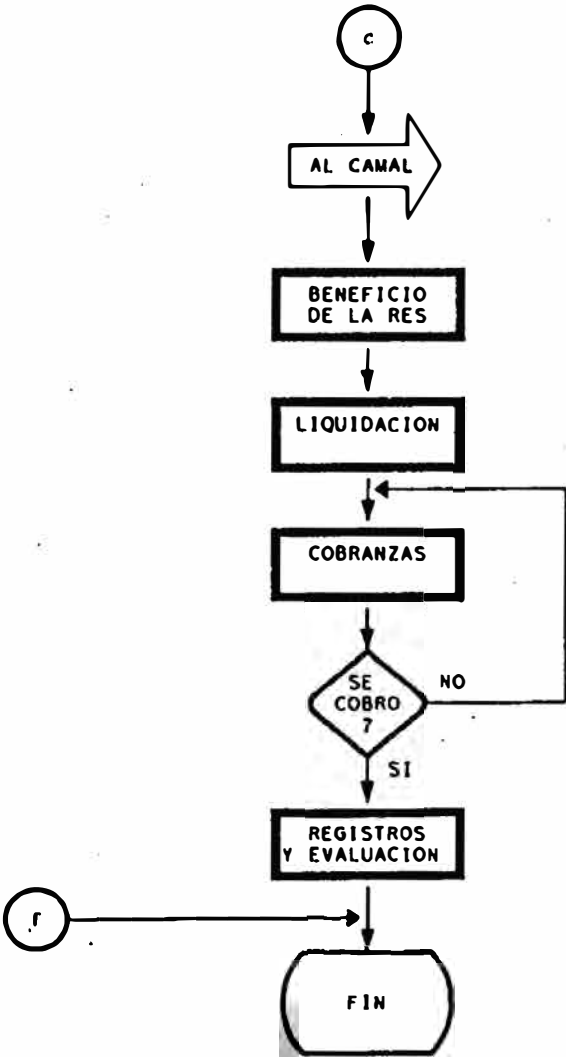 c
AL CAMAL
BENEFICIO
DE LA RES
LIQUIDACION
COBRANZAS
SE
COBRO
?
NO
SI
REGISTROS
Y EVALUACION
FIN